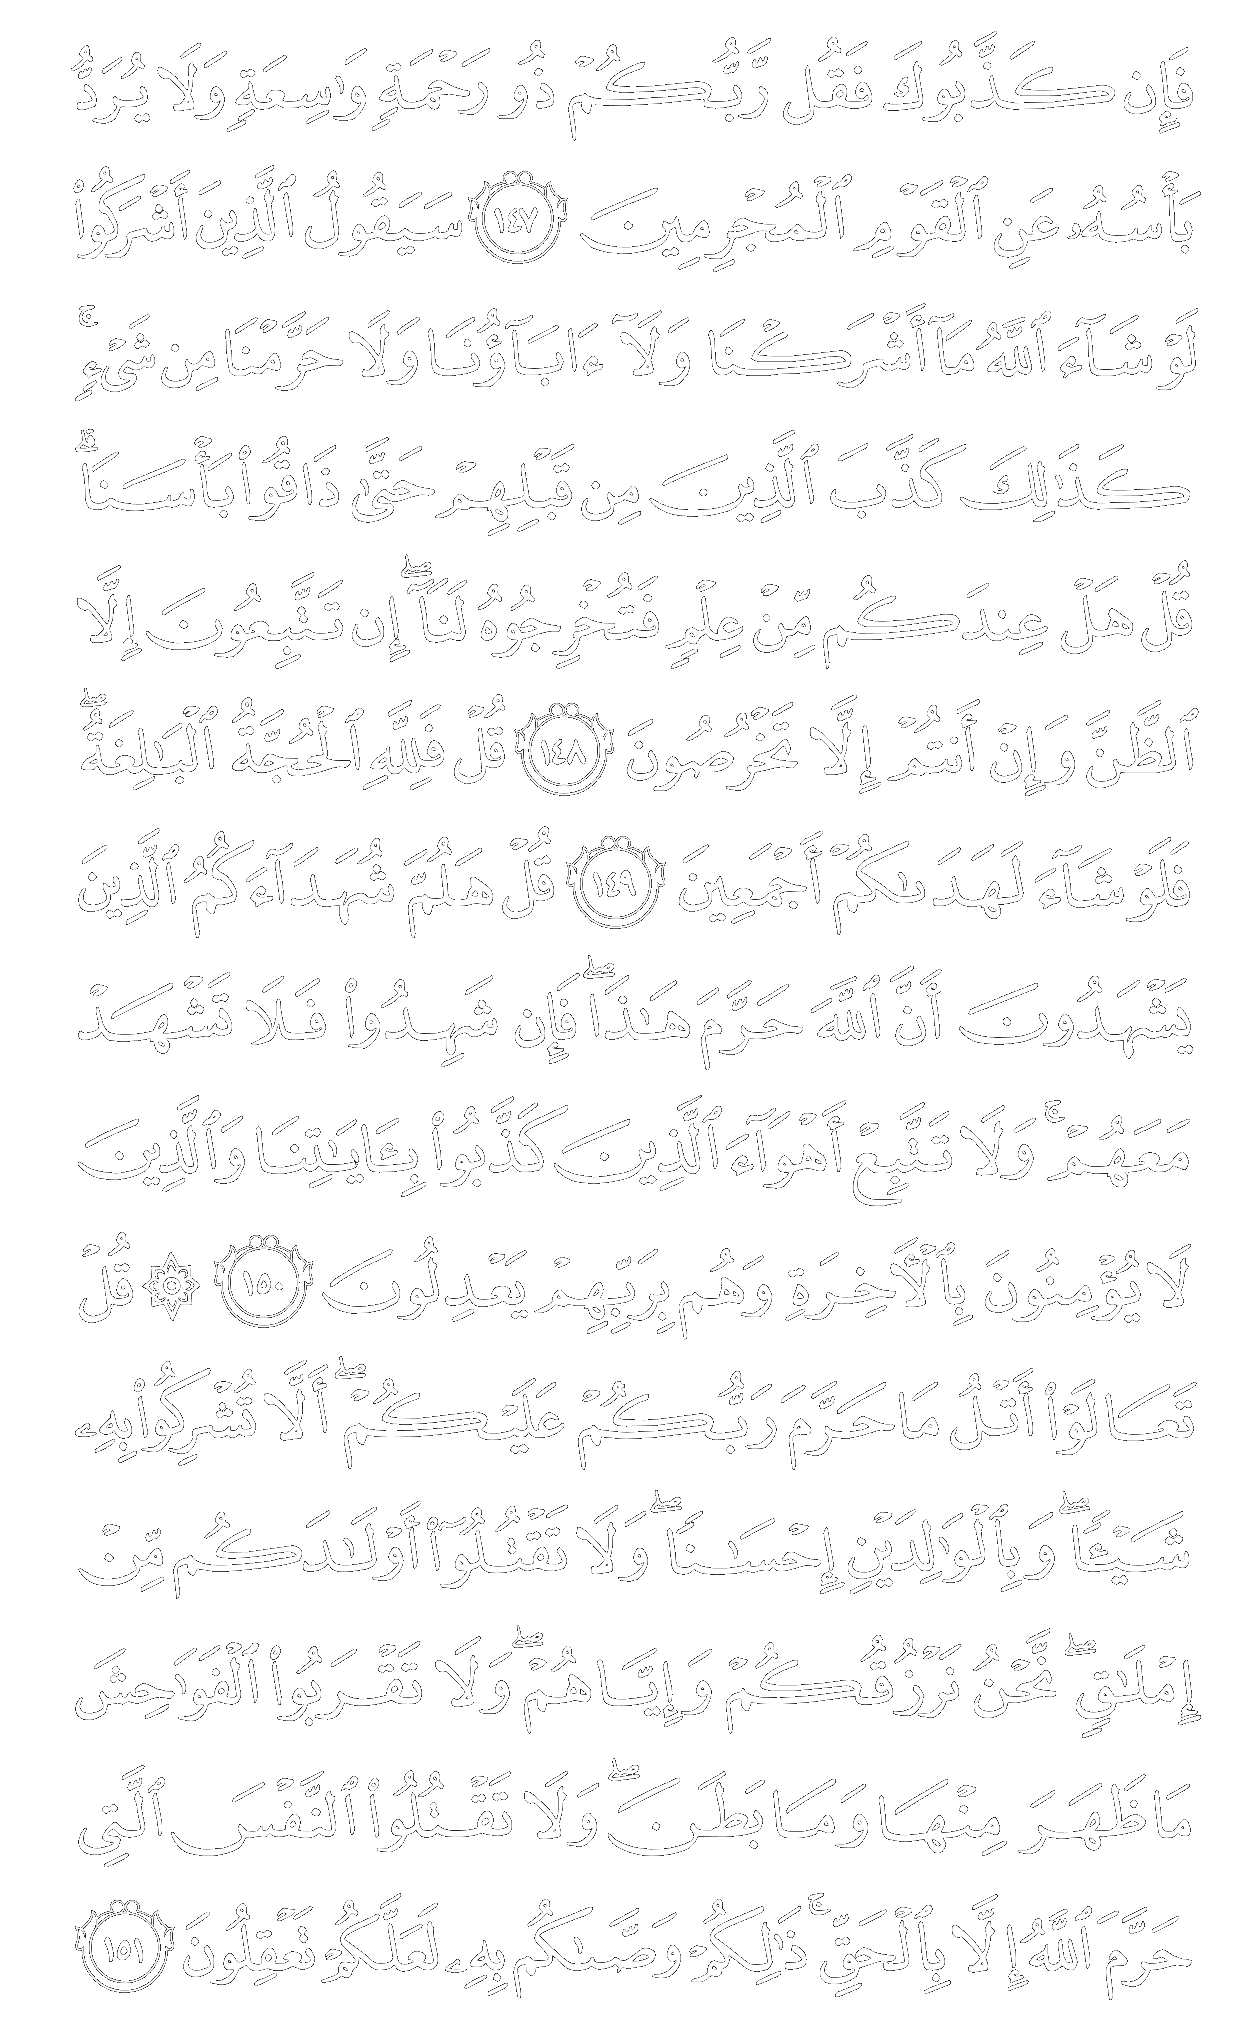 فَإِن كَذَّبُوكَ فَقُل رَّبُّكُمْ ذُو رَحْمَةٍ وَٰسِعَةٍ وَلَا يُرَدُّ
بَأْسُهُۥ عَنِ ٱلْقَوْمِ ٱلْمُجْرِمِينَ ١٤٧ سَيَقُولُ ٱلَّذِينَ أَشْرَكُوا۟
لَوْ شَآءَ ٱللَّهُ مَآ أَشْرَكْنَا وَلَآ ءَابَآؤُنَا وَلَا حَرَّمْنَا مِن شَىْءٍ ۚ
كَذَٰلِكَ كَذَّبَ ٱلَّذِينَ مِن قَبْلِهِمْ حَتَّىٰ ذَاقُوا۟ بَأْسَنَا ۗ
قُلْ هَلْ عِندَكُم مِّنْ عِلْمٍ فَتُخْرِجُوهُ لَنَآ ۖ إِن تَتَّبِعُونَ إِلَّا
ٱلظَّنَّ وَإِنْ أَنتُمْ إِلَّا تَخْرُصُونَ ١٤٨ قُلْ فَلِلَّهِ ٱلْحُجَّةُ ٱلْبَٰلِغَةُ ۖ
فَلَوْ شَآءَ لَهَدَىٰكُمْ أَجْمَعِينَ ١٤٩ قُلْ هَلُمَّ شُهَدَآءَكُمُ ٱلَّذِينَ
يَشْهَدُونَ أَنَّ ٱللَّهَ حَرَّمَ هَٰذَا ۖ فَإِن شَهِدُوا۟ فَلَا تَشْهَدْ
مَعَهُمْ ۚ وَلَا تَتَّبِعْ أَهْوَآءَ ٱلَّذِينَ كَذَّبُوا۟ بِـَٔايَٰتِنَا وَٱلَّذِينَ
لَا يُؤْمِنُونَ بِٱلْـَٔاخِرَةِ وَهُم بِرَبِّهِمْ يَعْدِلُونَ ١٥٠ ۞ قُلْ
تَعَالَوْا۟ أَتْلُ مَا حَرَّمَ رَبُّكُمْ عَلَيْكُمْ ۖ أَلَّا تُشْرِكُوا۟ بِهِۦ
شَيْـًٔا ۖ وَبِٱلْوَٰلِدَيْنِ إِحْسَٰنًا ۖ وَلَا تَقْتُلُوٓا۟ أَوْلَٰدَكُم مِّنْ
إِمْلَٰقٍ ۖ نَّحْنُ نَرْزُقُكُمْ وَإِيَّاهُمْ ۖ وَلَا تَقْرَبُوا۟ ٱلْفَوَٰحِشَ
مَا ظَهَرَ مِنْهَا وَمَا بَطَنَ ۖ وَلَا تَقْتُلُوا۟ ٱلنَّفْسَ ٱلَّتِى
حَرَّمَ ٱللَّهُ إِلَّا بِٱلْحَقِّ ۚ ذَٰلِكُمْ وَصَّىٰكُم بِهِۦ لَعَلَّكُمْ تَعْقِلُونَ ١٥١